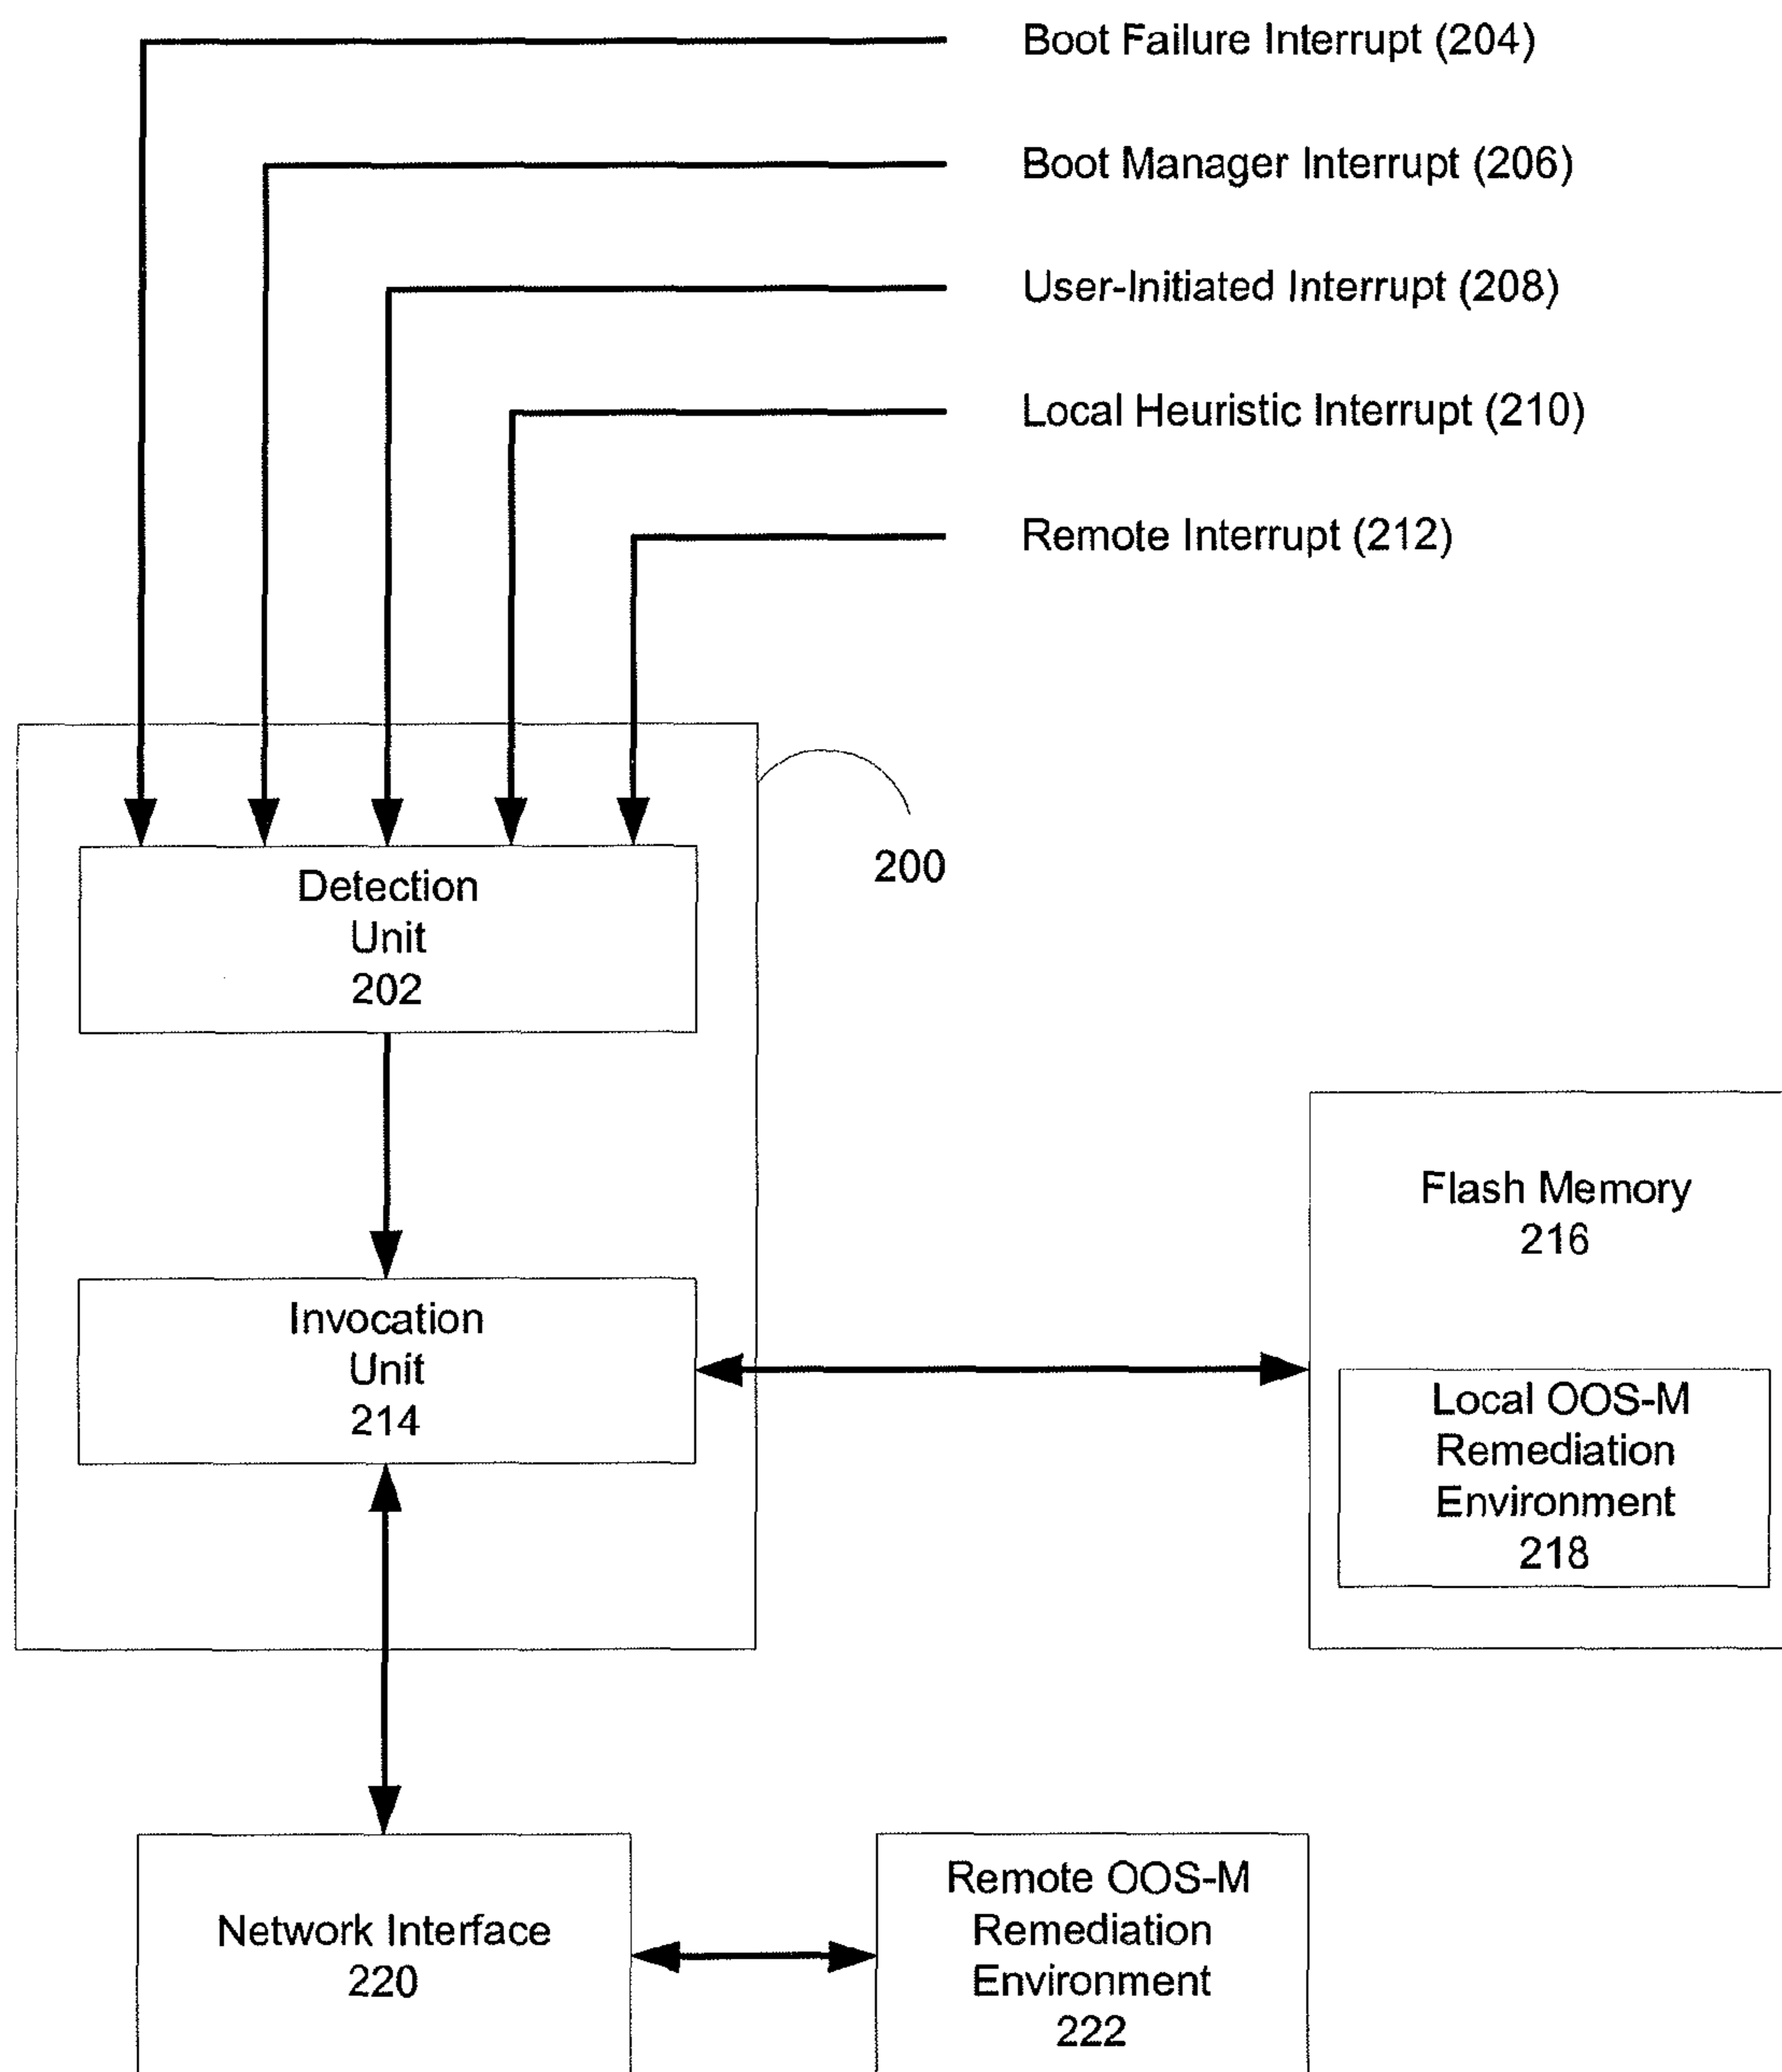 Boot Failure Interrupt (204)
Boot Manager Interrupt (206)
User-Initiated Interrupt (208)
Local Heuristic Interrupt (210)
Remote Interrupt (212)
200
Detection
Unit
202
Invocation
Unit
214
Flash Memory
216
Local OOS-M
Remediation
Environment
218
Network Interface
220
Remote OOS-M
Remediation
Environment
222